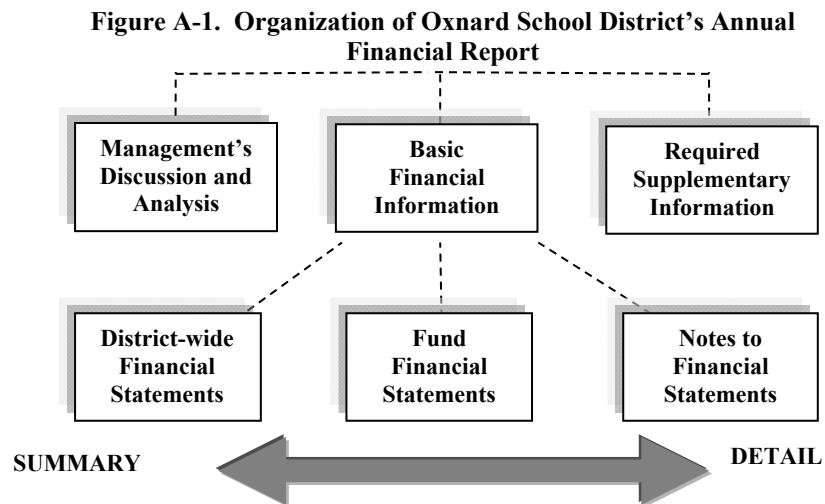 Figure A-1.  Organization of Oxnard School District’s Annual
Financial Report
Management’s
Discussion and
Analysis
Basic
Financial
Information
Required
Supplementary
Information
District-wide
Financial
Statements
Fund
Financial
Statements
Notes to
Financial
Statements
SUMMARY
DETAIL